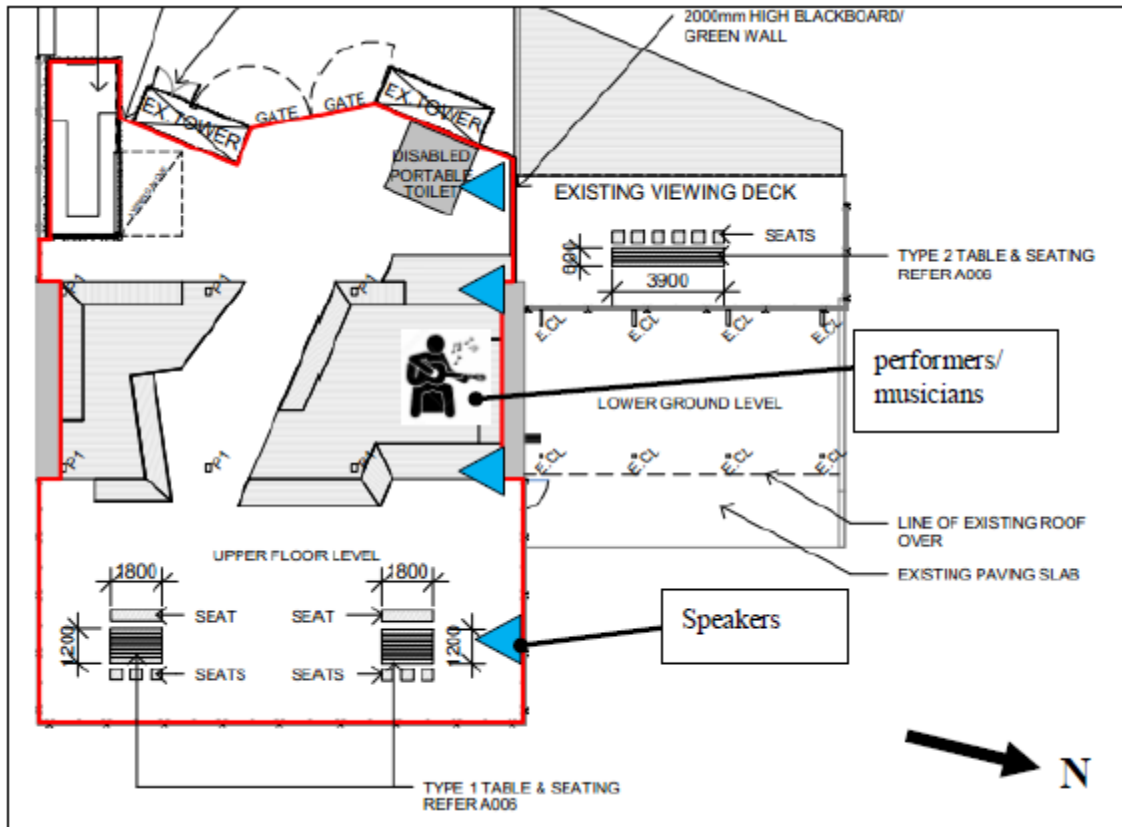 2000mm HIGH BLACKBOARD/
GREEN WALL
EX.TOWER
GATE
GATE
EX.TOWER
DISABLED
PORTABLE
TOILET
EXISTING VIEWING DECK
SEATS
TYPE 2 TABLE & SEATING
REFER A006
3900
P1
P1
P1
E.CL
E.CL
E.CL
E.CL
performers/
musicians
LOWER GROUND LEVEL
P1
P1
P1
E.CL
E.CL
E.CL
E.CL
LINE OF EXISTING ROOF
OVER
EXISTING PAVING SLAB
UPPER FLOOR LEVEL
1800
1800
SEAT
SEAT
1200
1200
SEATS
SEATS
Speakers
N
TYPE 1 TABLE & SEATING
REFER A006